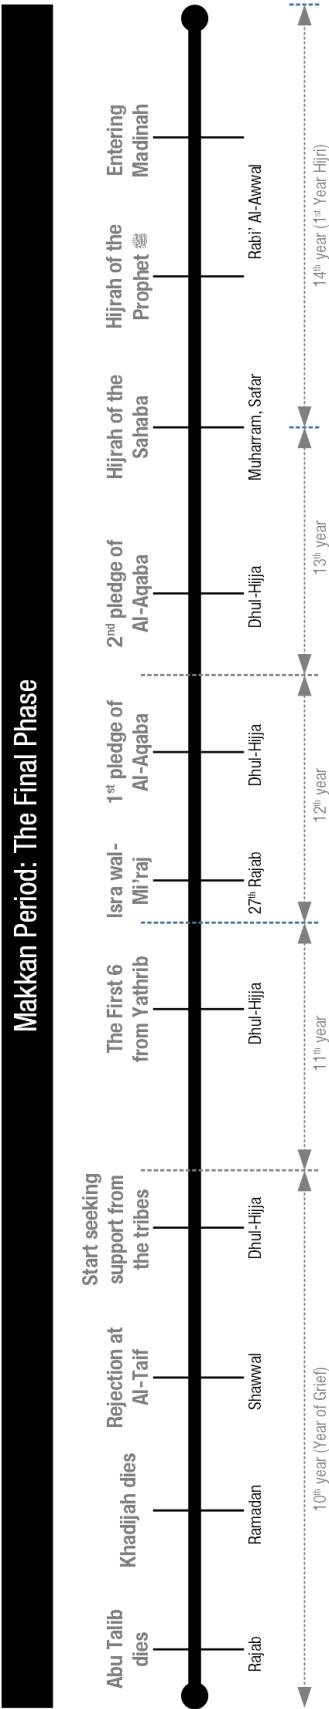 Makkan Period: The Final Phase
Abu Talib
dies
Khadijah dies
Rejection at
Al-Taif
Start seeking
support from
the tribes
The First 6
from Yathrib
Isra wal-
Mi’raj
1st pledge of
Al-Aqaba
2nd pledge of
Al-Aqaba
Hijrah of the
Sahaba
Hijrah of the
Prophet ﷺ
Entering
Madinah
Rajab
Ramadan
Shawwal
Dhul-Hijja
Dhul-Hijja
27th Rajab
Dhul-Hijja
Dhul-Hijja
Muharram, Safar
Rabi’ Al-Awwal
10th year (Year of Grief)
11th year
12th year
13th year
14th year (1st Year Hijri)